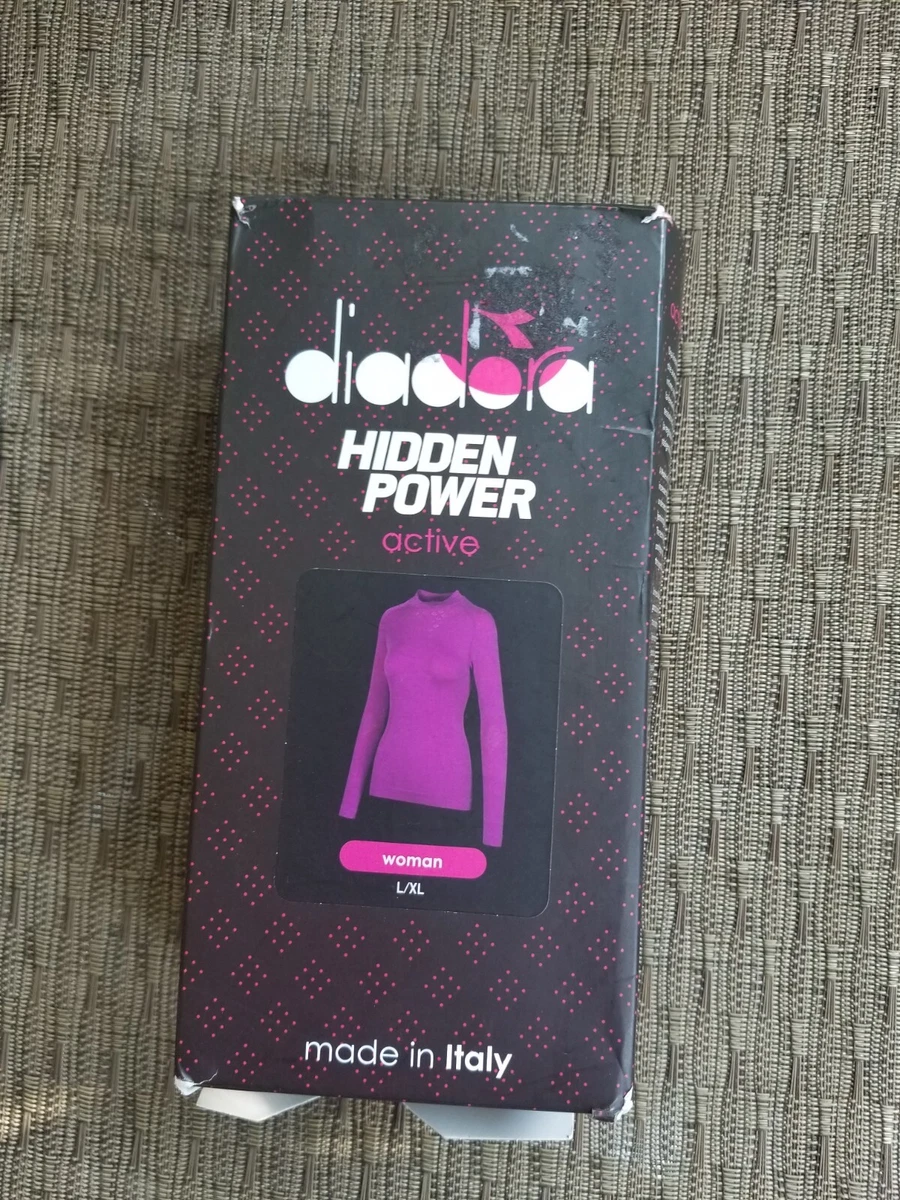 diadora
HIDDEN
POWER
active
woman
L/XL
made in Italy